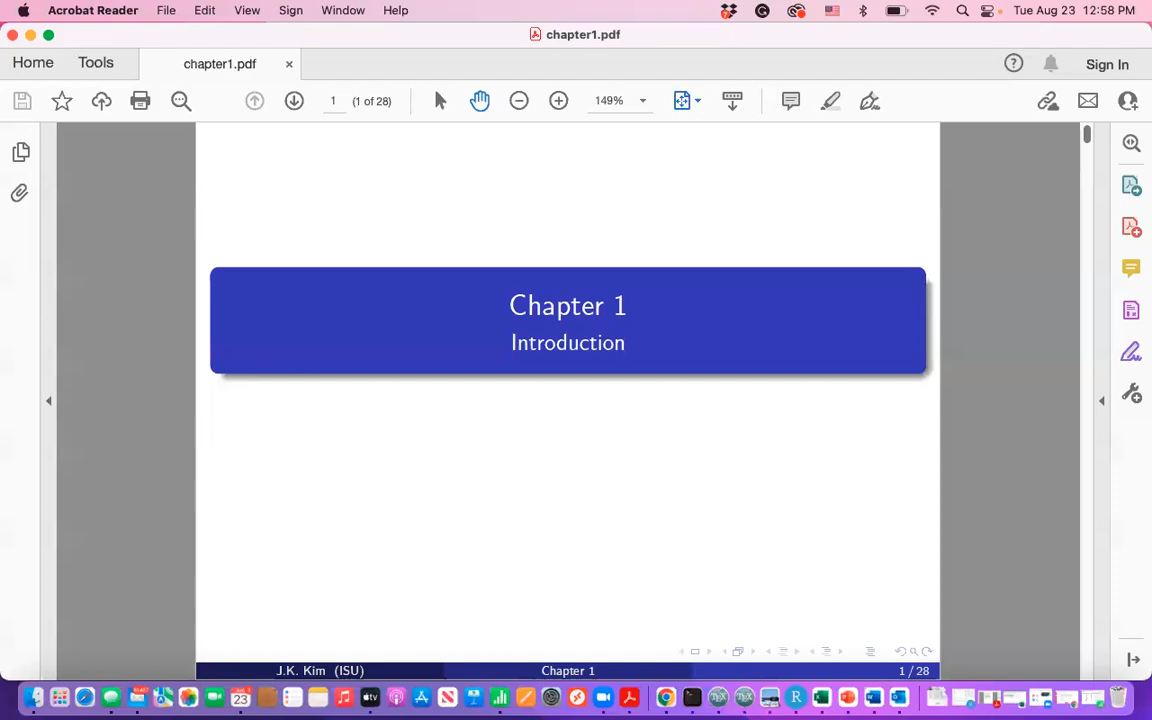 Acrobat Reader File Edit View Sign Window Help Tue Aug 23 12:58 PM
chapter1.pdf
Home Tools chapter1.pdf Sign In
1 (1 of 28) 149%
Chapter 1
Introduction
J.K. Kim (ISU) Chapter 1 1 / 28